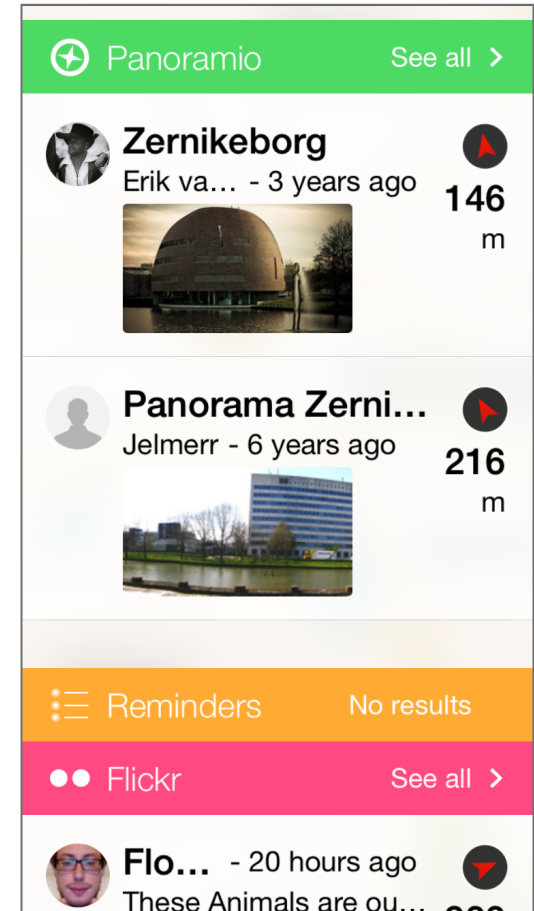 Panoramio See all
Zernikeborg
Erik va... - 3 years ago
146
m
Panorama Zerni...
Jelmerr - 6 years ago
216
m
Reminders No results
Flickr See all
Flo... - 20 hours ago
These Animals are ou...